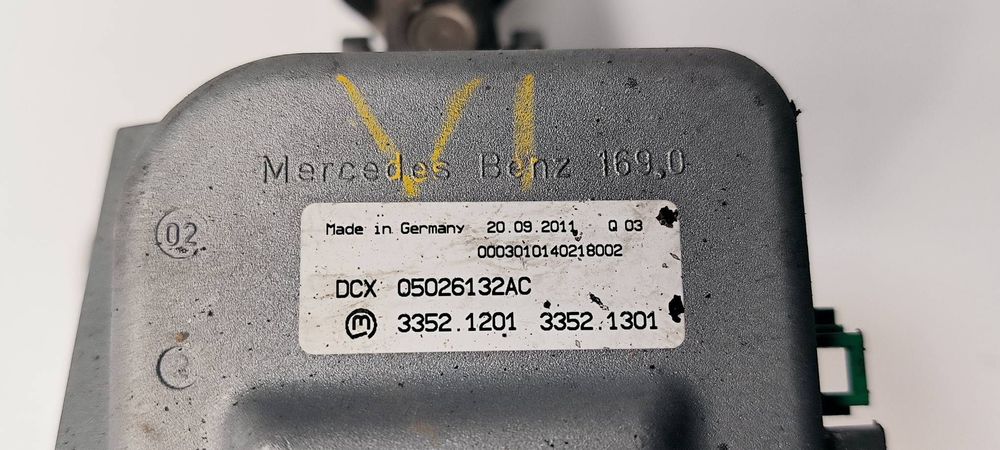 VI
Mercedes Benz 169,0
02
Made in Germany 20.09.2011 Q 03
0003010140218002
DCX 05026132AC
m 3352.1201 3352.1301